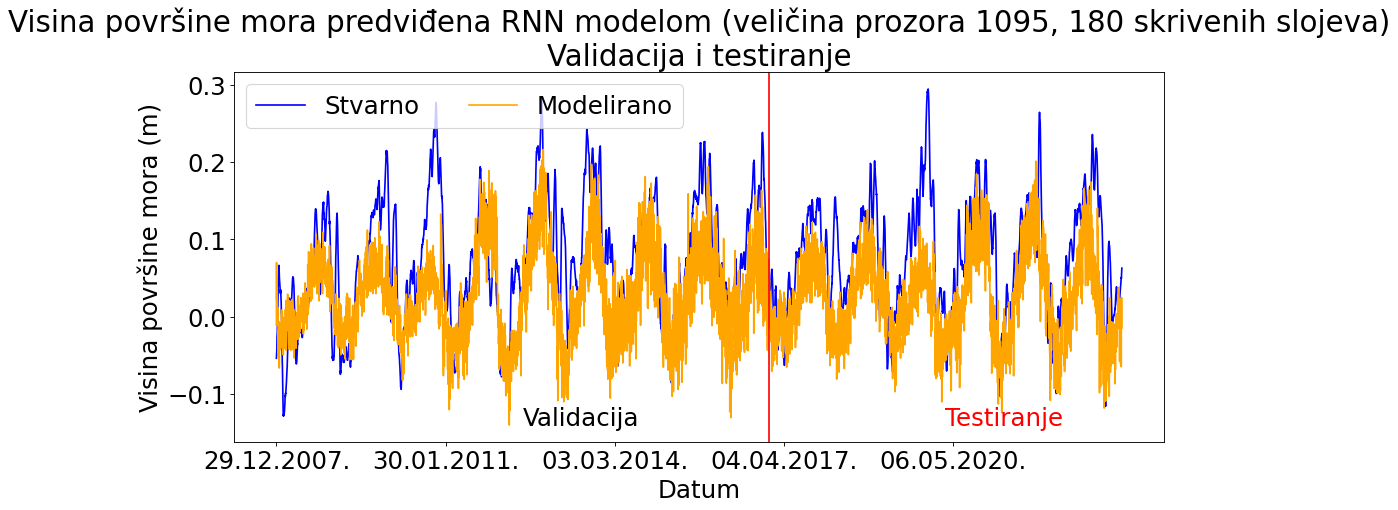 Visina površine mora predviđena RNN modelom (veličina prozora 1095, 180 skrivenih slojeva)
Validacija i testiranje
Stvarno
Modelirano
Visina površine mora (m)
0.3
0.2
0.1
0.0
−0.1
Validacija
Testiranje
29.12.2007.
30.01.2011.
03.03.2014.
04.04.2017.
06.05.2020.
Datum